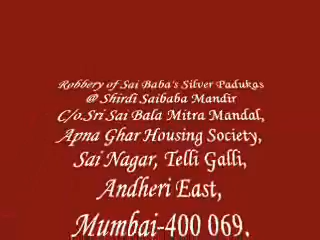 Robbery of Sai Baba's Silver Padukas
@ Shirdi Saibaba Mandir
C/o.Sri Sai Bala Mitra Mandal,
Apna Ghar Housing Society,
Sai Nagar, Telli Galli,
Andheri East,
Mumbai-400 069.